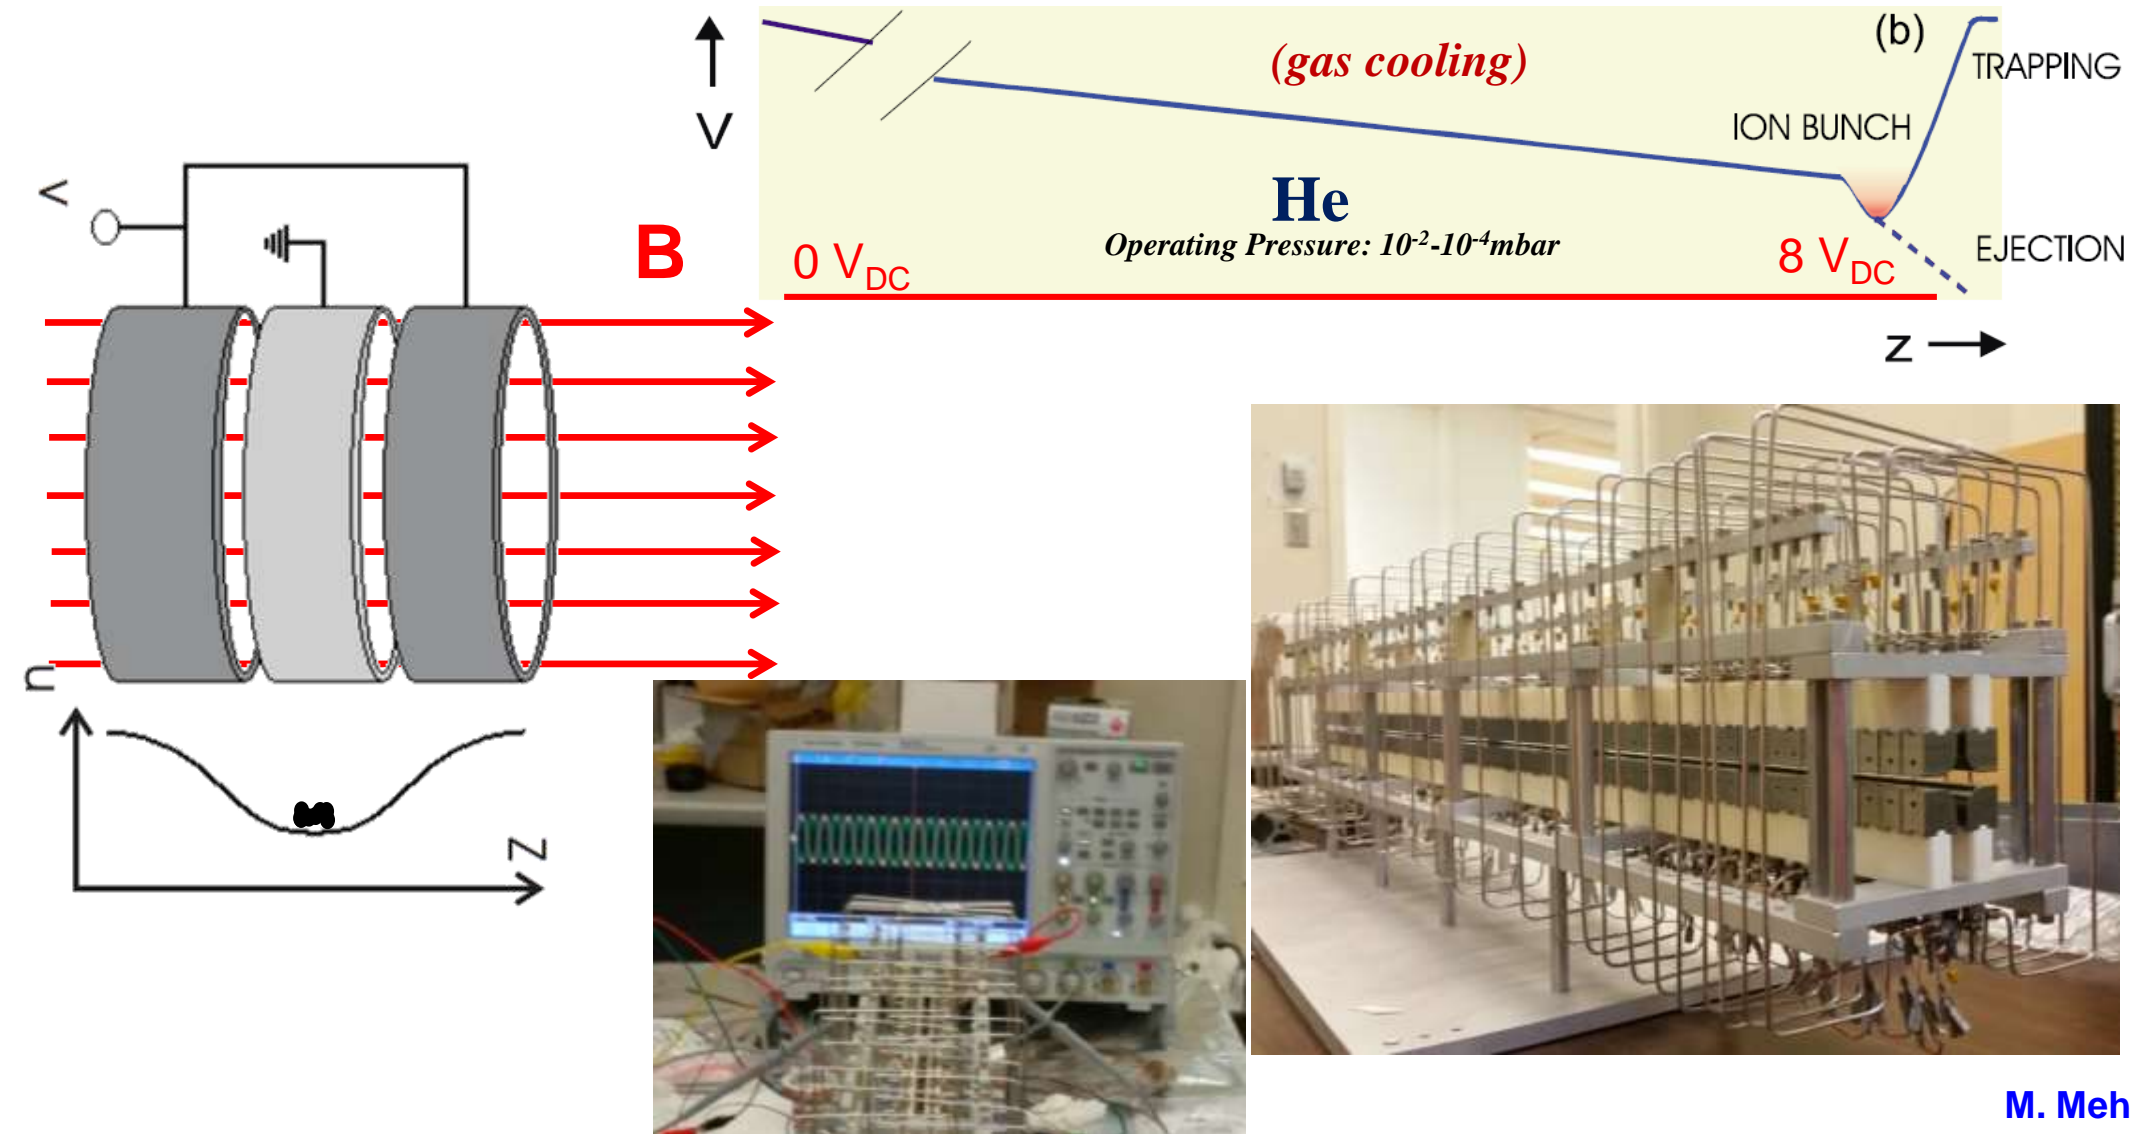 (b)
(gas cooling)
TRAPPING
V
ION BUNCH
He
Operating Pressure: 10-2-10-4mbar
0 VDC
8 VDC
EJECTION
z
V
B
U
Z
M. Meh